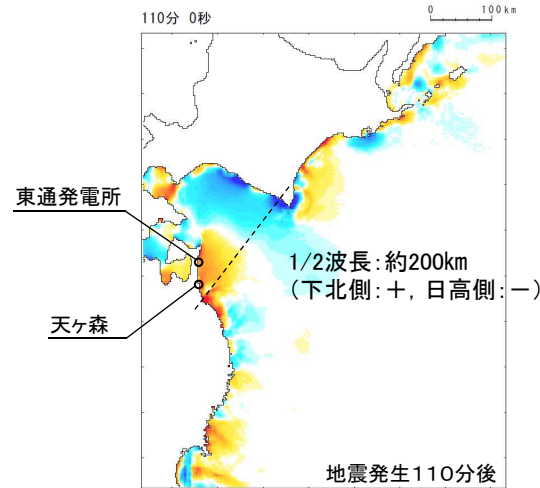 110分 0秒
0 100km
東通発電所
1/2波長:約200km
(下北側:+, 日高側:-)
天ヶ森
地震発生110分後